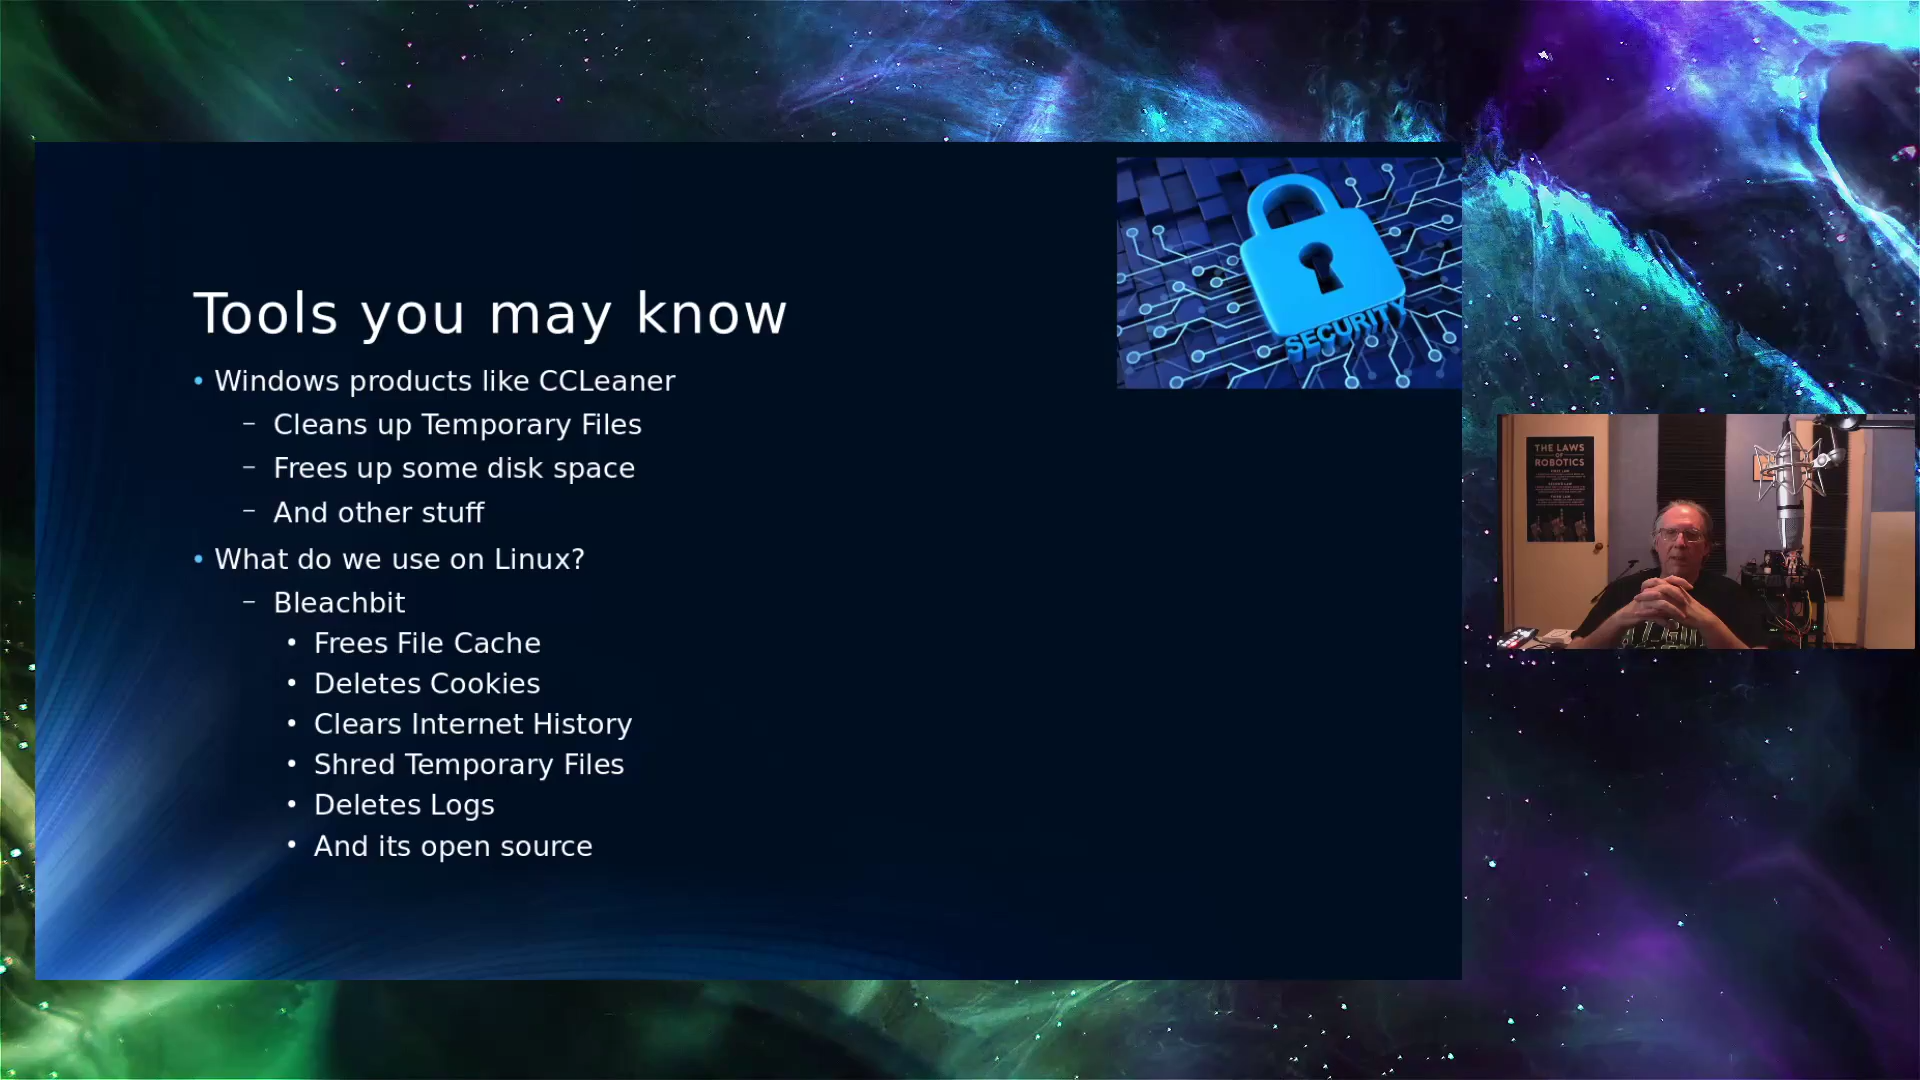 Tools you may know
Windows products like CCLeaner
Cleans up Temporary Files
Frees up some disk space
And other stuff
What do we use on Linux?
Bleachbit
Frees File Cache
Deletes Cookies
Clears Internet History
Shred Temporary Files
Deletes Logs
And its open source
SECURITY
THE LAWS
OF
ROBOTICS